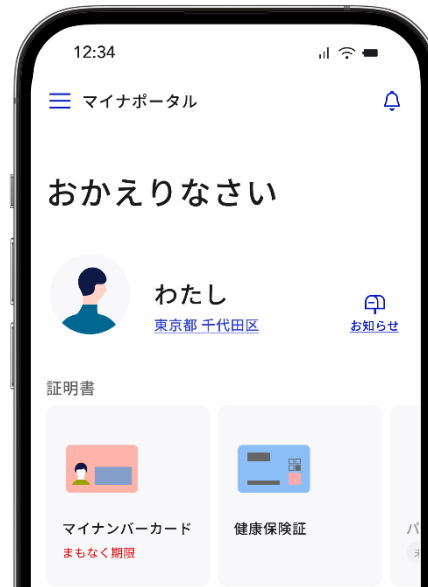 12:34
マイナポータル
おかえりなさい
わたし
東京都 千代田区
お知らせ
証明書
マイナンバーカード
まもなく期限
健康保険証
パ